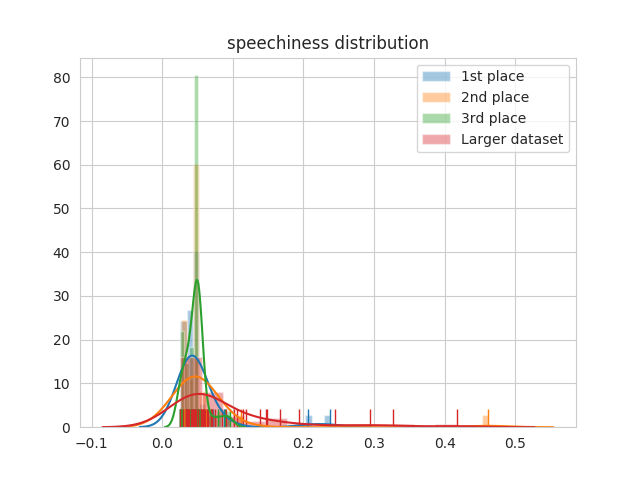 speechiness distribution
1st place
2nd place
3rd place
Larger dataset
80
70
60
50
40
30
20
10
0
−0.1 0.0 0.1 0.2 0.3 0.4 0.5